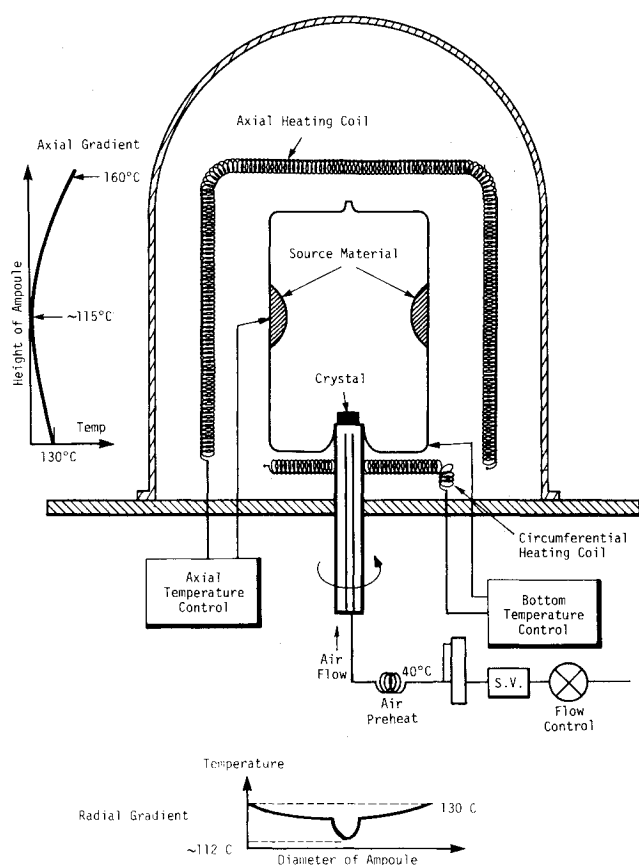 Axial Heating Coil
Axial Gradient
160°C
Source Material
~115°C
Height of Ampoule
Crystal
Temp
130°C
Circumferential
Heating Coil
Axial
Temperature
Control
Bottom
Temperature
Control
Air
Flow
40°C
Air
Preheat
S.V.
Flow
Control
Temperature
Radial Gradient
130 C
~112 C
Diameter of Ampoule